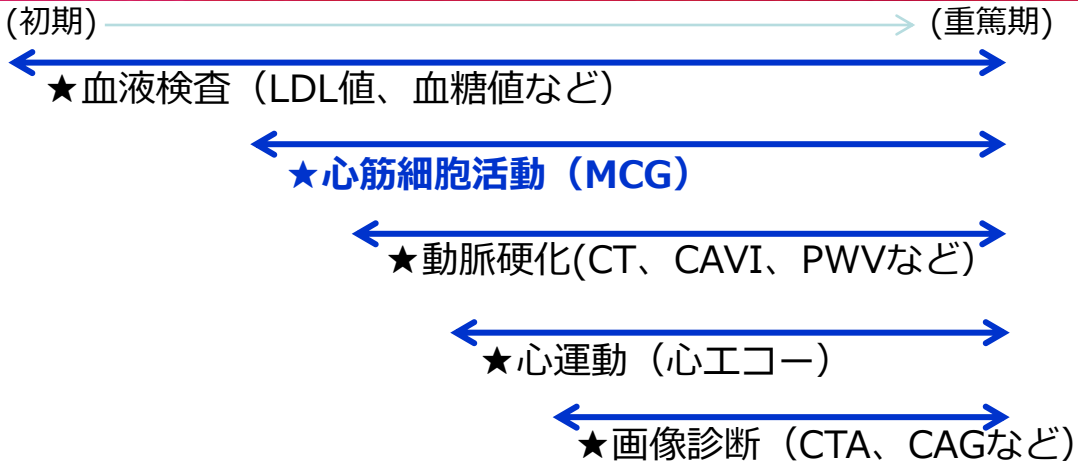 (初期) (重篤期)
★血液検査（LDL値、血糖値など）
★心筋細胞活動（MCG）
★動脈硬化(CT、CAVI、PWVなど)
★心運動（心エコー）
★画像診断（CTA、CAGなど）